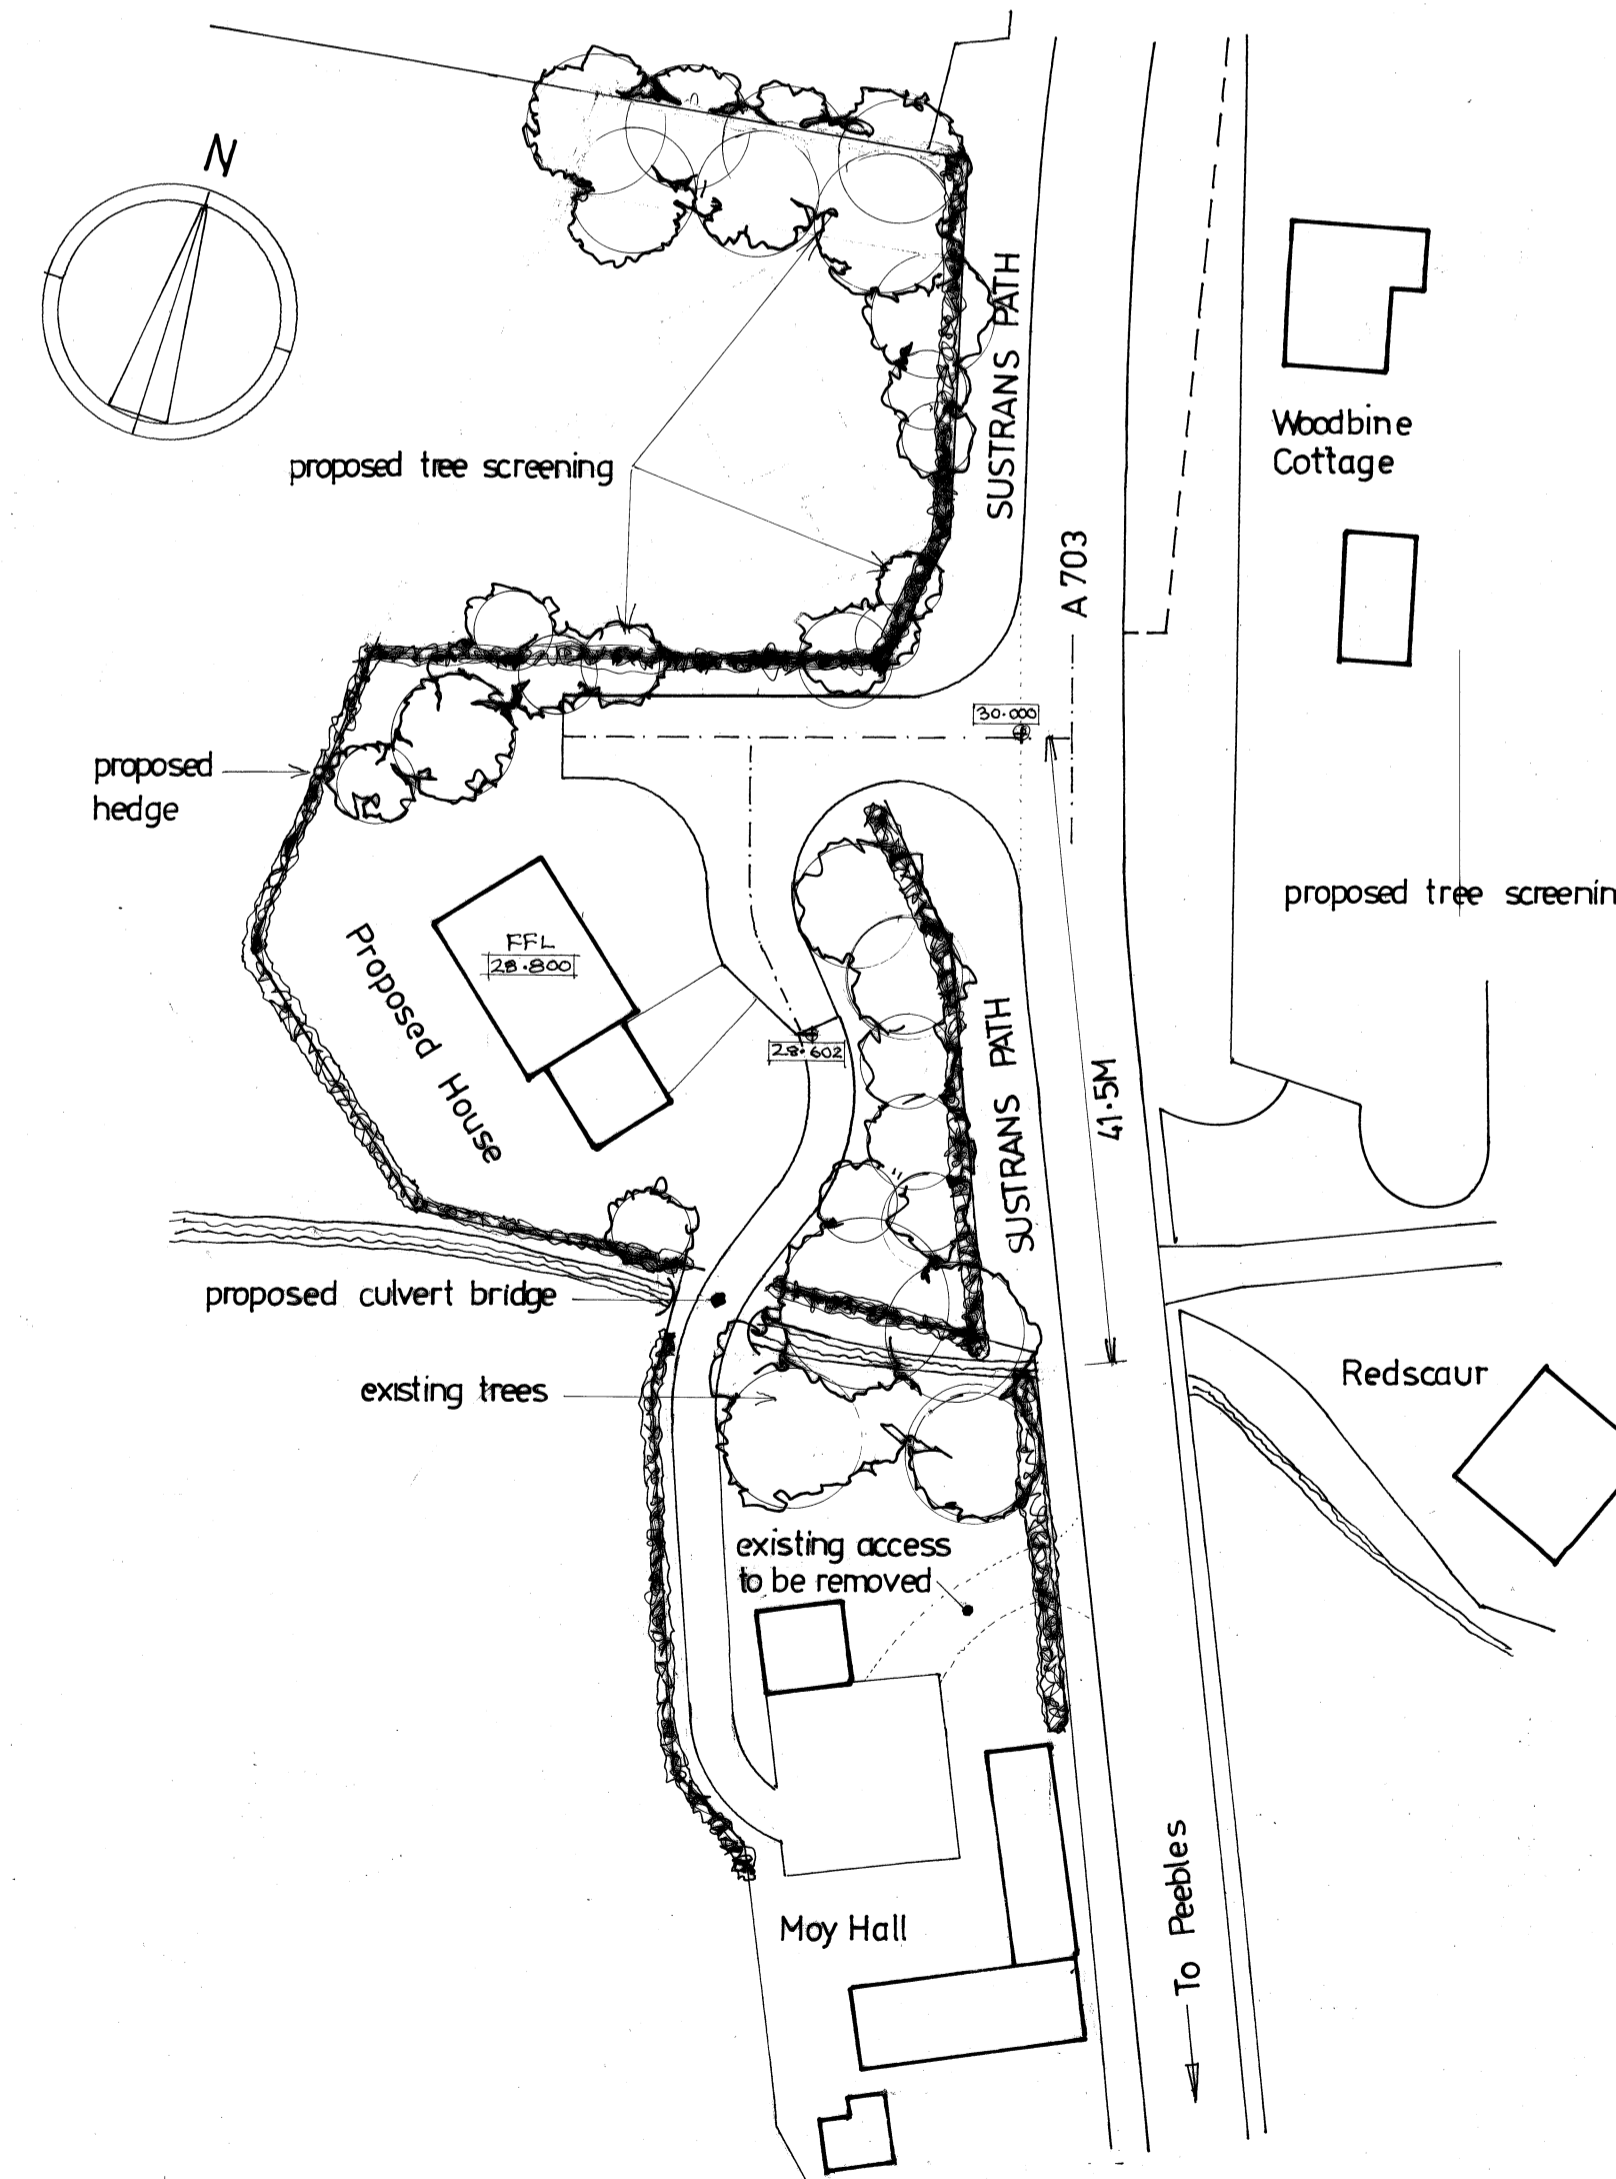 N
SUSTRANS PATH
Woodbine
Cottage
proposed tree screening
A 703
30.000
proposed
hedge
proposed tree screenin
FFL
28.800
Proposed House
28.602
SUSTRANS PATH
41.5M
proposed culvert bridge
existing trees
Redscaur
existing access
to be removed
Moy Hall
To Peebles